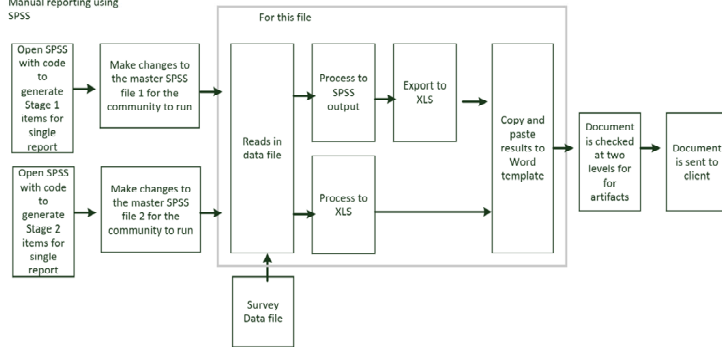 Manual reporting using
SPSS
For this file
Open SPSS
with code
to
generate
Stage 1
items for
single
report
Make changes to
the master SPSS
file 1 for the
community to run
Reads in
data file
Process to
SPSS
output
Export to
XLS
Copy and
paste
results to
Word
template
Document
is checked
at two
levels for
for
artifacts
Document
is sent to
client
Open SPSS
with code
to
generate
Stage 2
items for
single
report
Make changes to
the master SPSS
file 2 for the
community to run
Process to
XLS
Survey
Data file